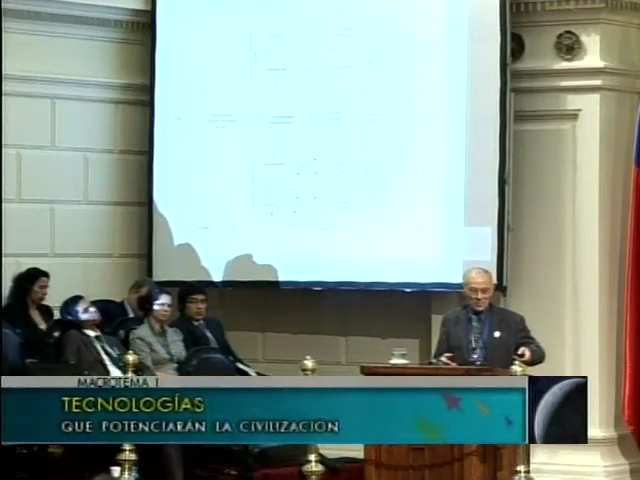 MACROTEMA 1
TECNOLOGÍAS
QUE POTENCIARÁN LA CIVILIZACIÓN